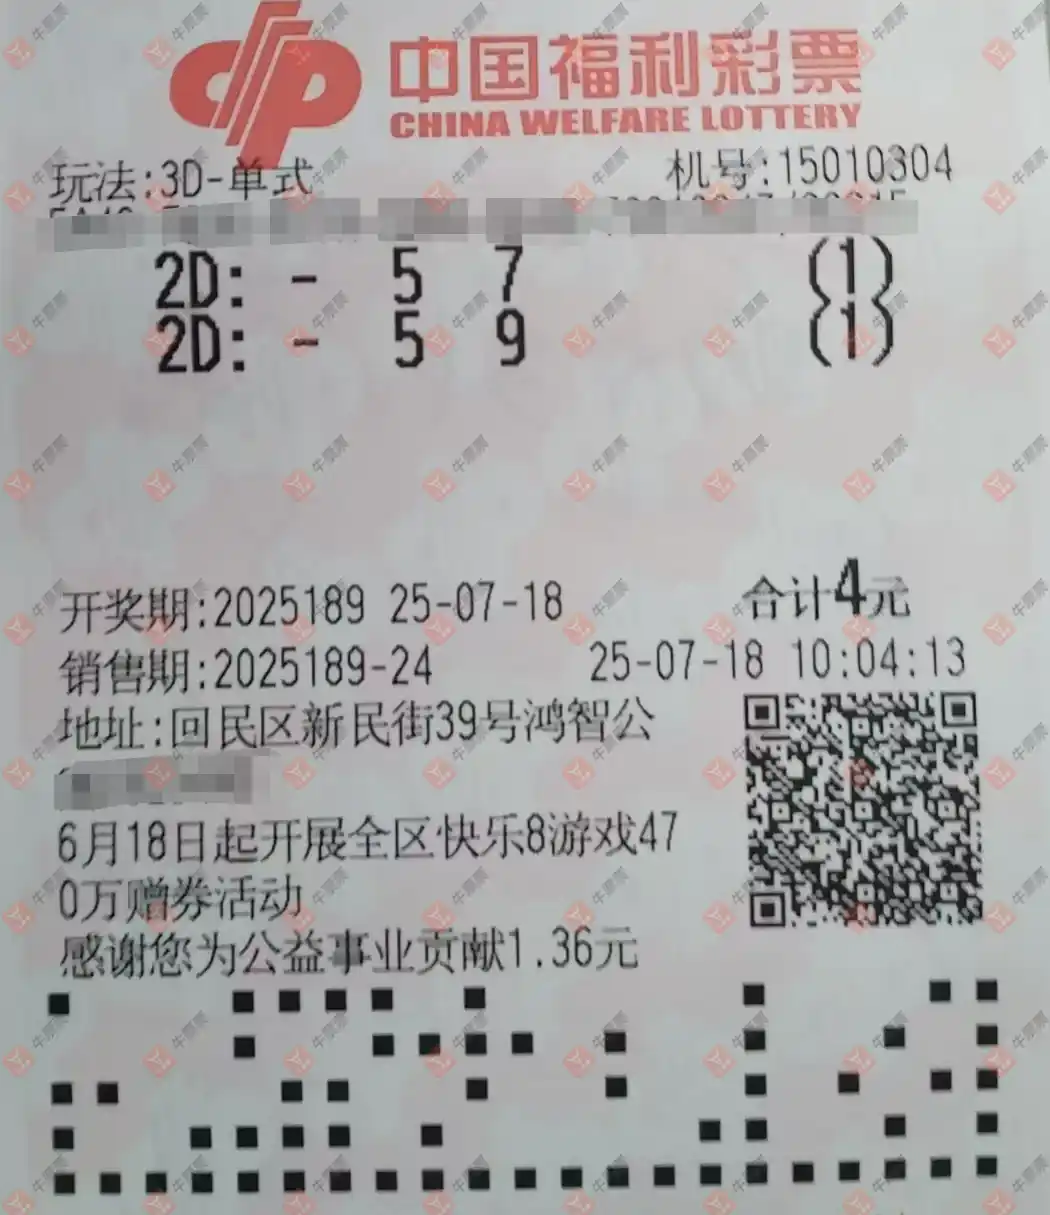 中国福利彩票
CHINA WELFARE LOTTERY
玩法:3D-单式 机号:15010304
2D: - 5 7 (1)
2D: - 5 9 (1)
开奖期:2025189 25-07-18 合计4元
销售期:2025189-24 25-07-18 10:04:13
地址:回民区新民街39号鸿智公
6月18日起开展全区快乐8游戏47
0万赠券活动
感谢您为公益事业贡献1.36元
牛票票